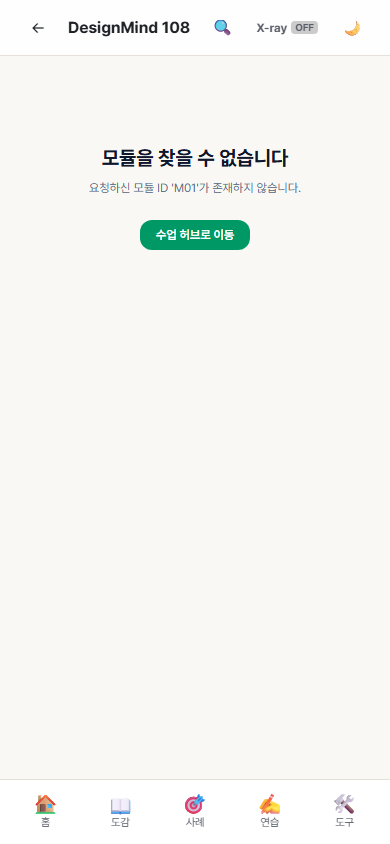 DesignMind 108
X-ray OFF
모듈을 찾을 수 없습니다
요청하신 모듈 ID 'M01'가 존재하지 않습니다.
수업 허브로 이동
홈
도감
사례
연습
도구